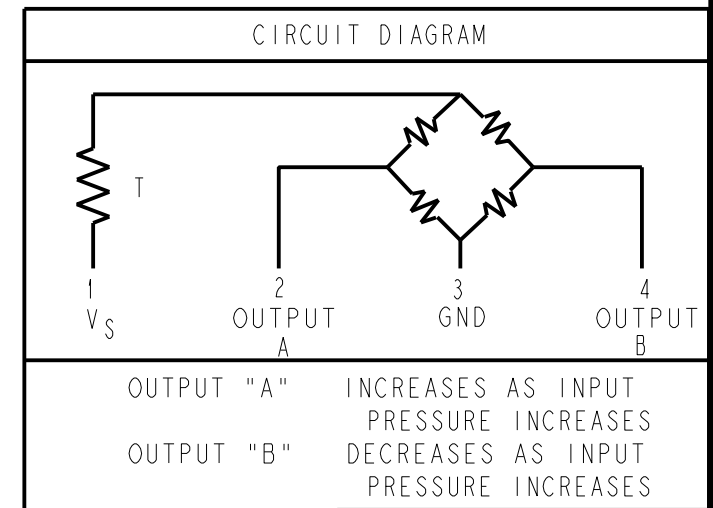 CIRCUIT DIAGRAM
T
1 2 3 4
V S OUTPUT GND OUTPUT
A B
OUTPUT "A" INCREASES AS INPUT
PRESSURE INCREASES
OUTPUT "B" DECREASES AS INPUT
PRESSURE INCREASES